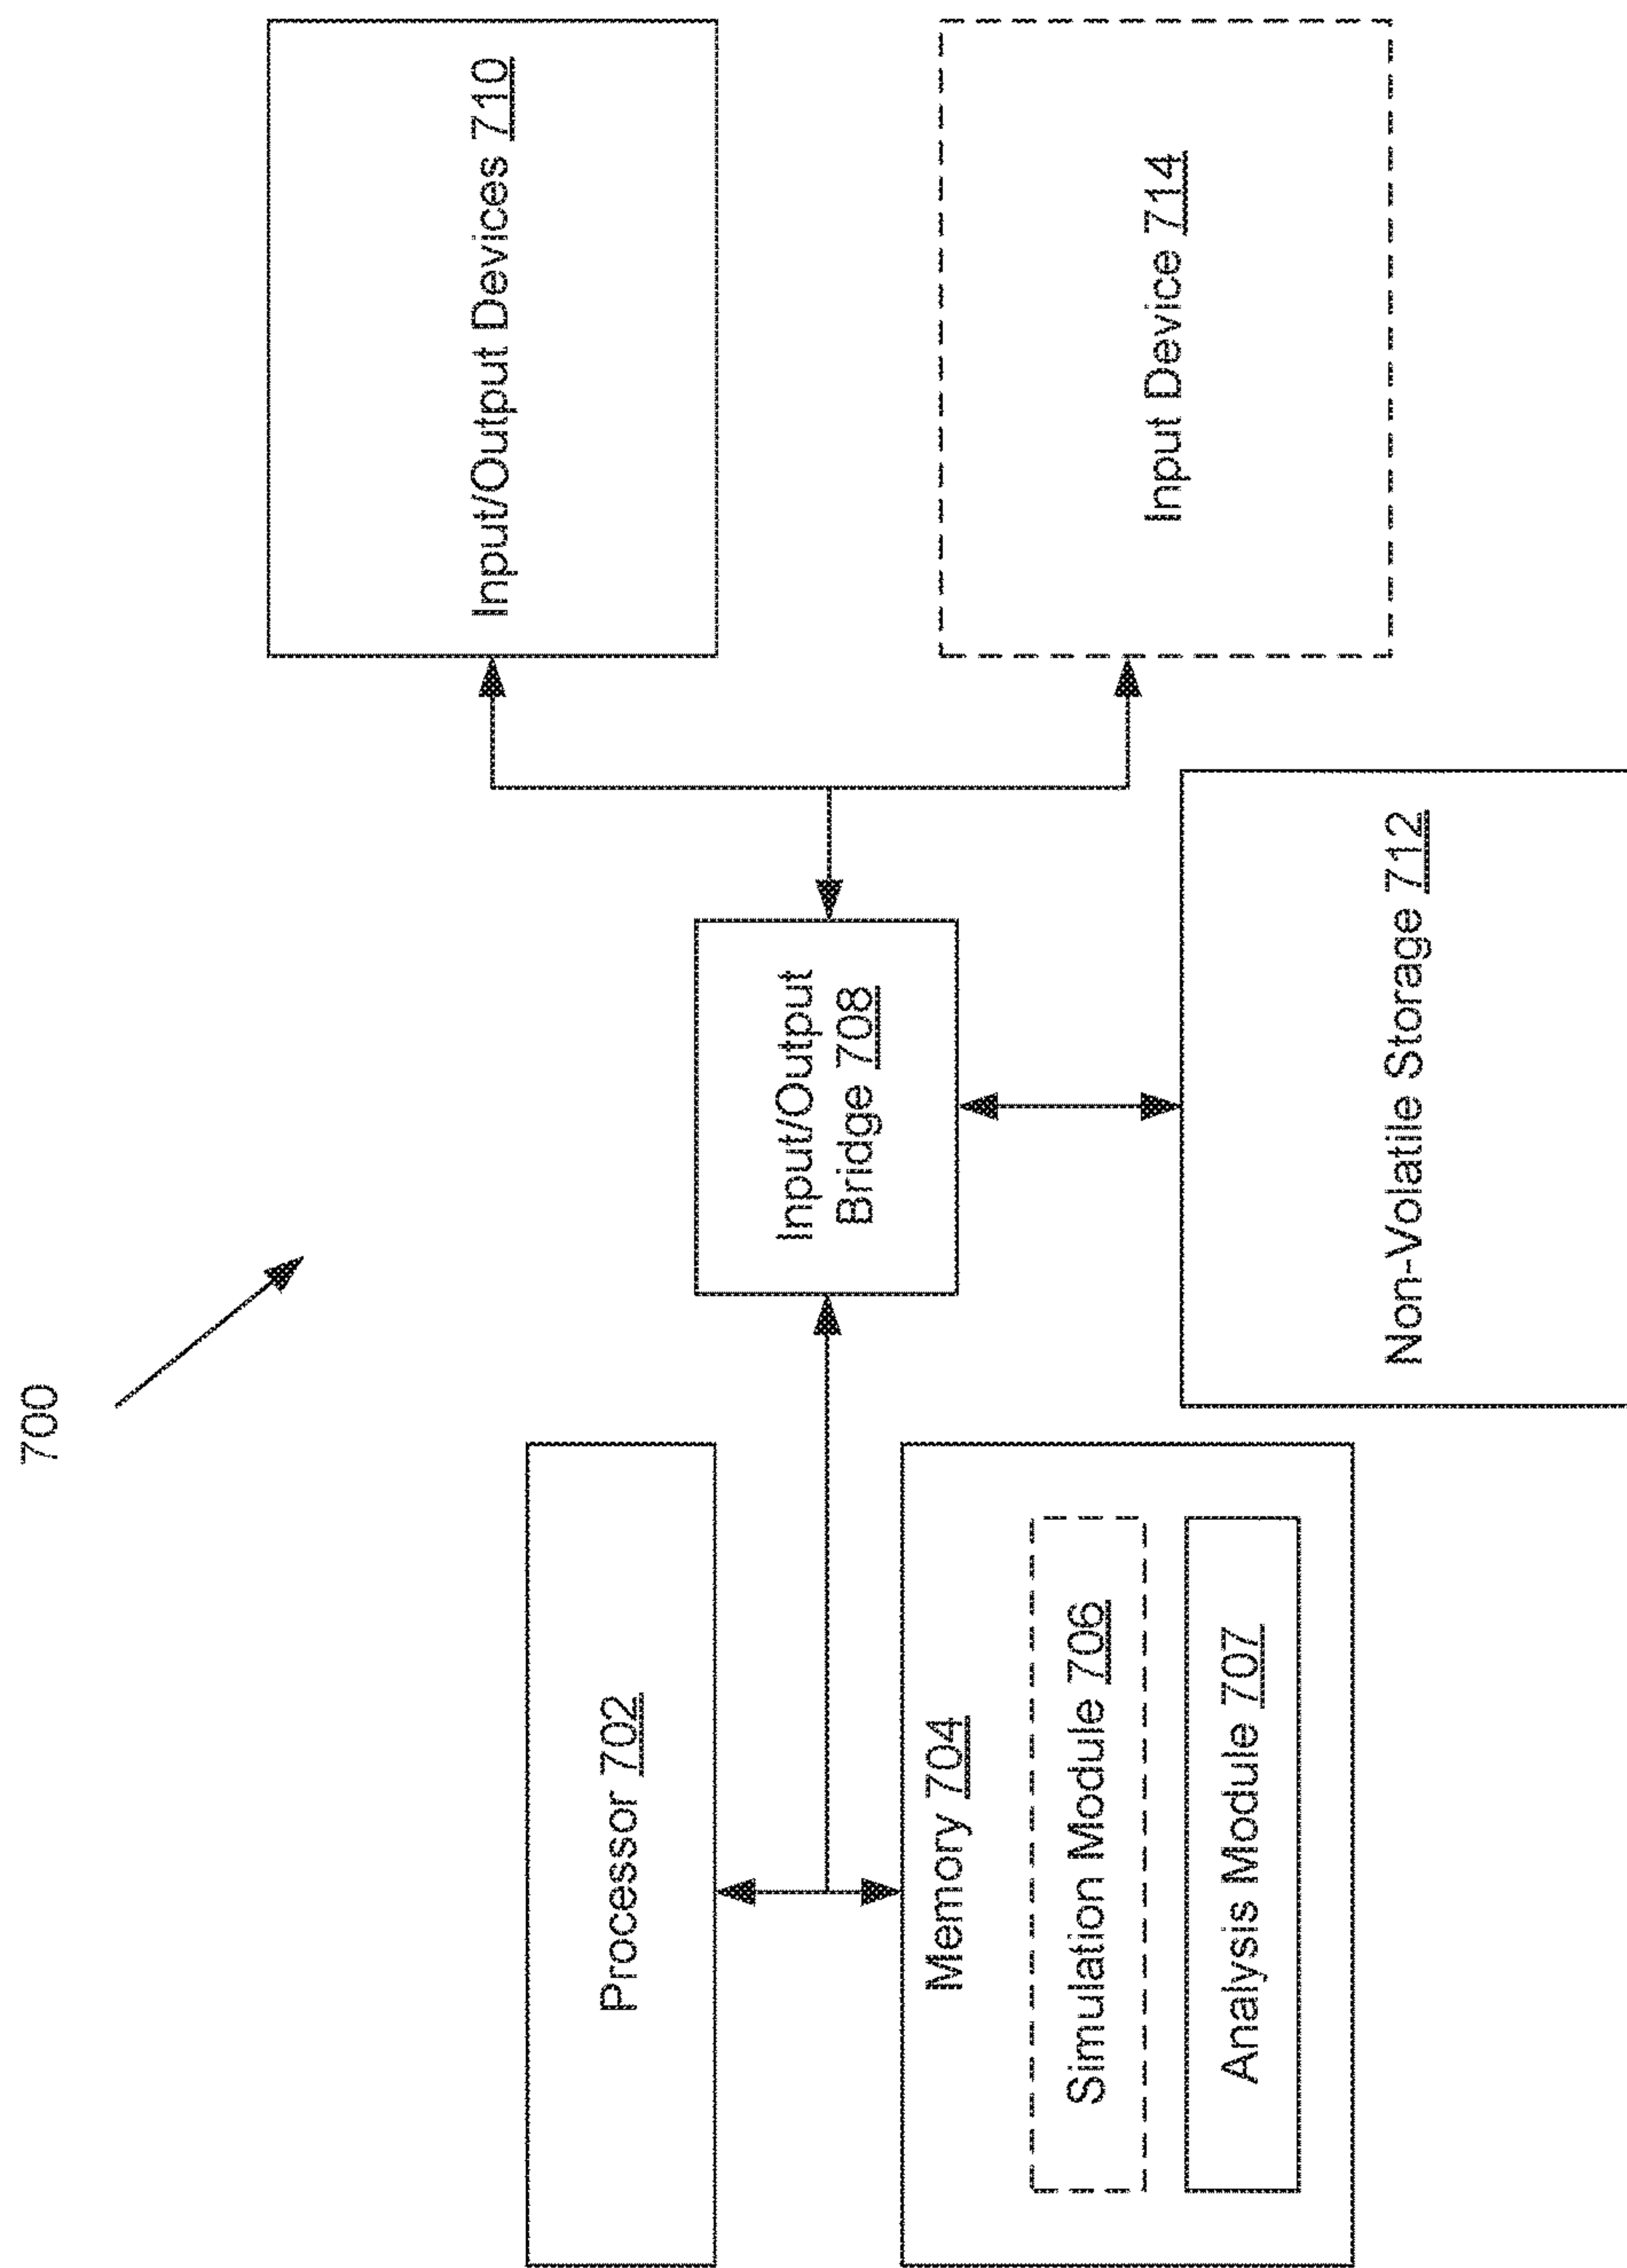 700
Processor 702
Memory 704
Simulation Module 706
Analysis Module 707
Input/Output
Bridge 708
Input/Output Devices 710
Non-Volatile Storage 712
Input Device 714